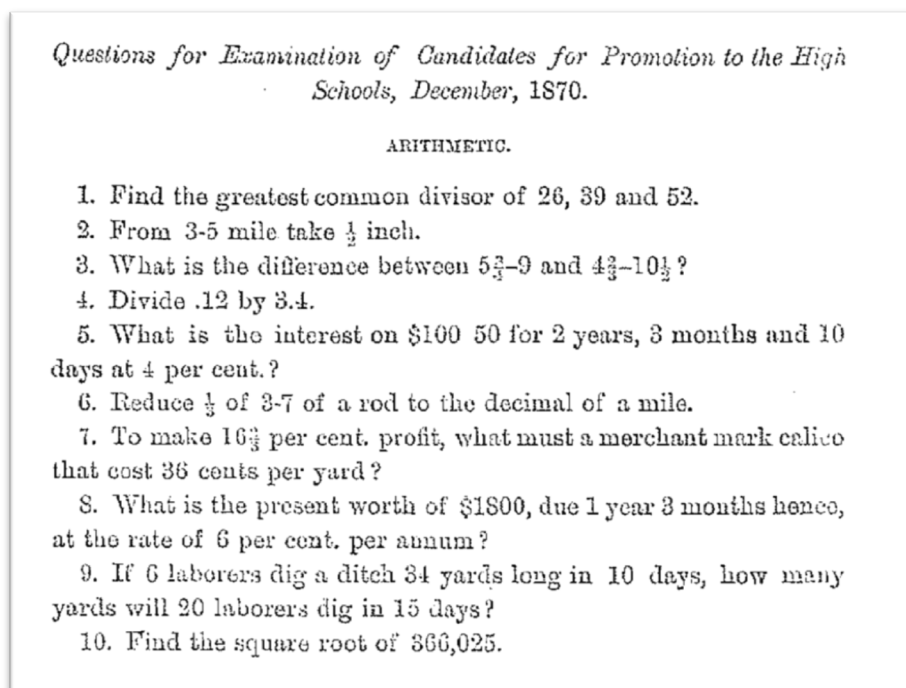 Questions for Examination of Candidates for Promotion to the High
Schools, December, 1870.
ARITHMETIC.
1. Find the greatest common divisor of 26, 39 and 52.
2. From 3-5 mile take ½ inch.
3. What is the difference between 5⅔-9 and 4⅔-10½?
4. Divide .12 by 3.4.
5. What is the interest on $100 50 for 2 years, 3 months and 10
days at 4 per cent.?
6. Reduce ⅓ of 3-7 of a rod to the decimal of a mile.
7. To make 16⅔ per cent. profit, what must a merchant mark calico
that cost 36 cents per yard?
8. What is the present worth of $1800, due 1 year 3 months hence,
at the rate of 6 per cent. per annum?
9. If 6 laborers dig a ditch 34 yards long in 10 days, how many
yards will 20 laborers dig in 15 days?
10. Find the square root of 366,025.